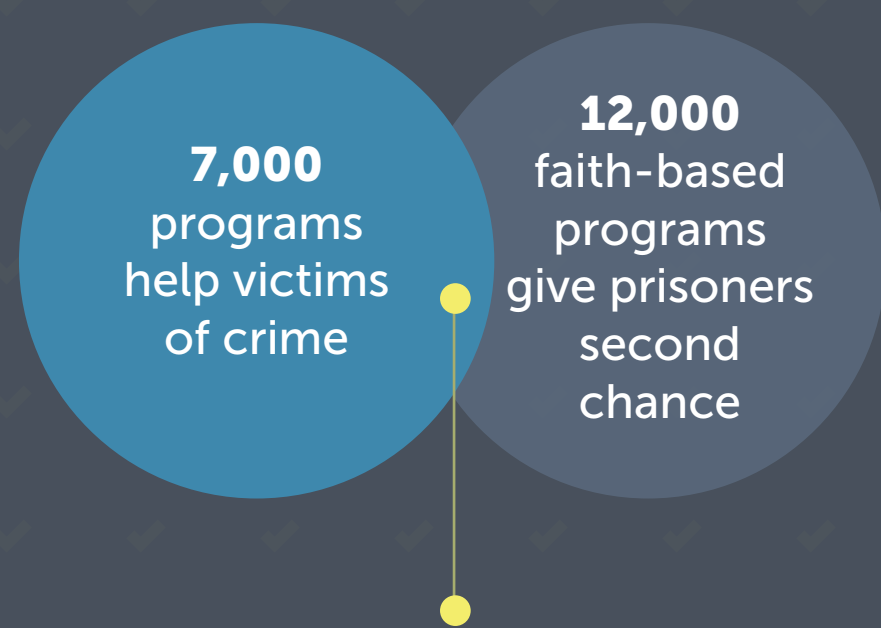 7,000
programs
help victims
of crime
12,000
faith-based
programs
give prisoners
second
chance